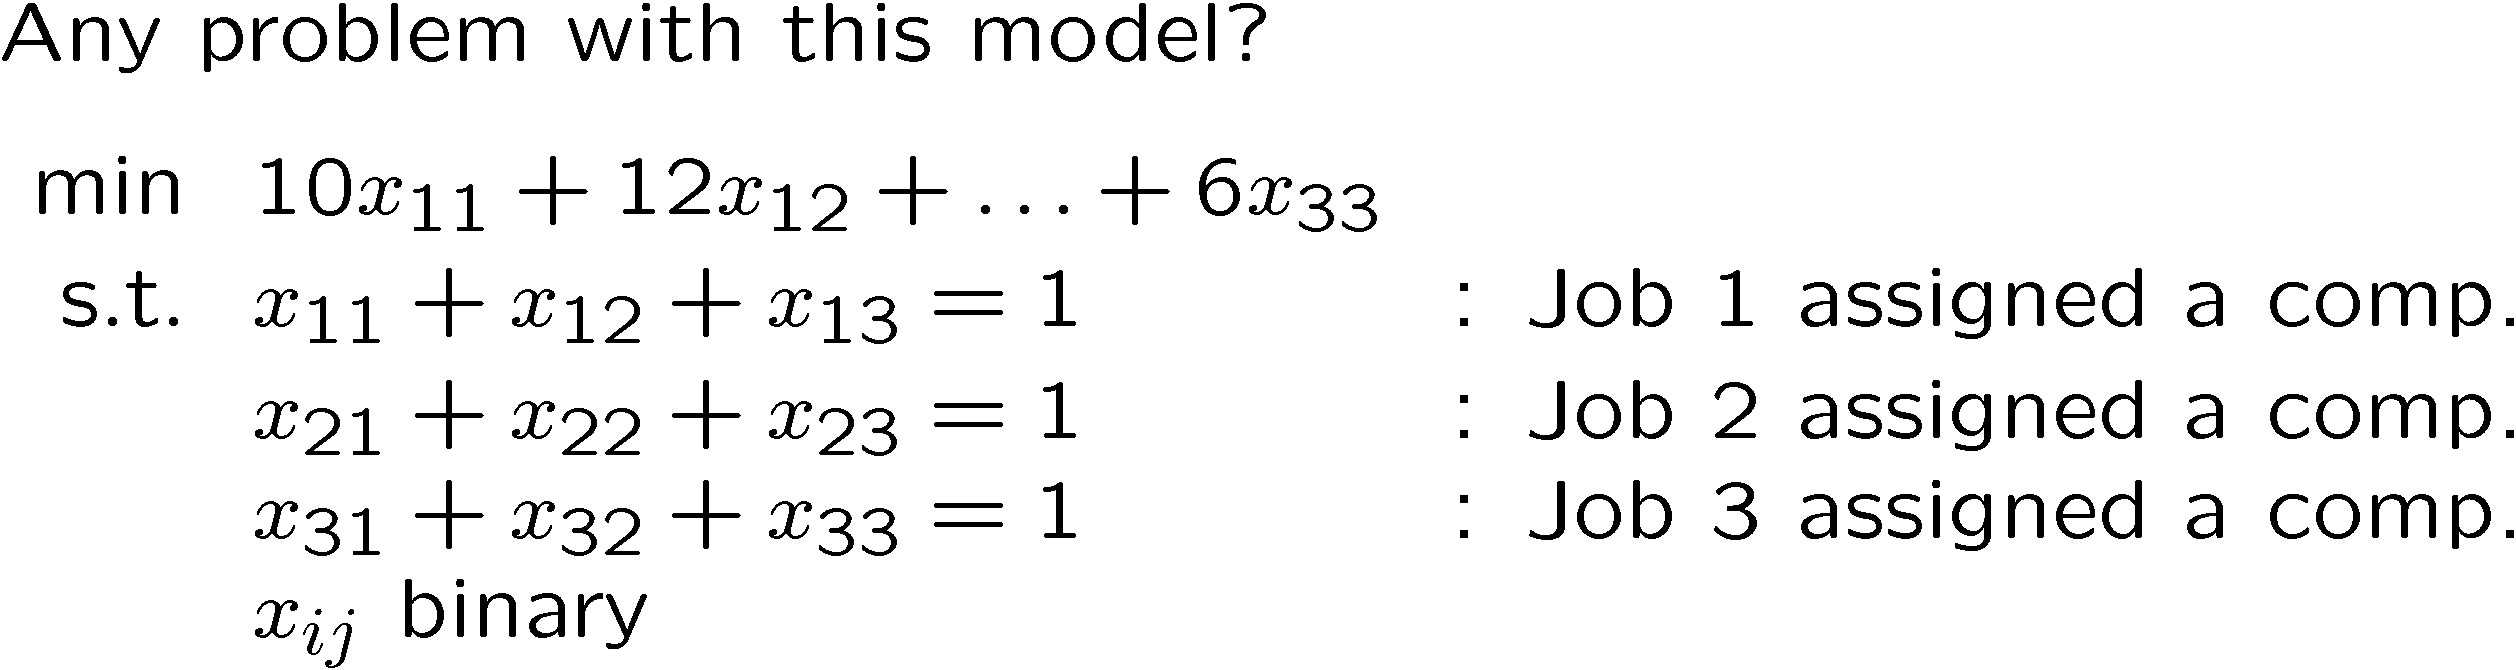 Any problem with this model?
min 10x₁₁ + 12x₁₂ + … + 6x₃₃
s.t. x₁₁ + x₁₂ + x₁₃ = 1 : Job 1 assigned a comp.
x₂₁ + x₂₂ + x₂₃ = 1 : Job 2 assigned a comp.
x₃₁ + x₃₂ + x₃₃ = 1 : Job 3 assigned a comp.
xᵢⱼ binary